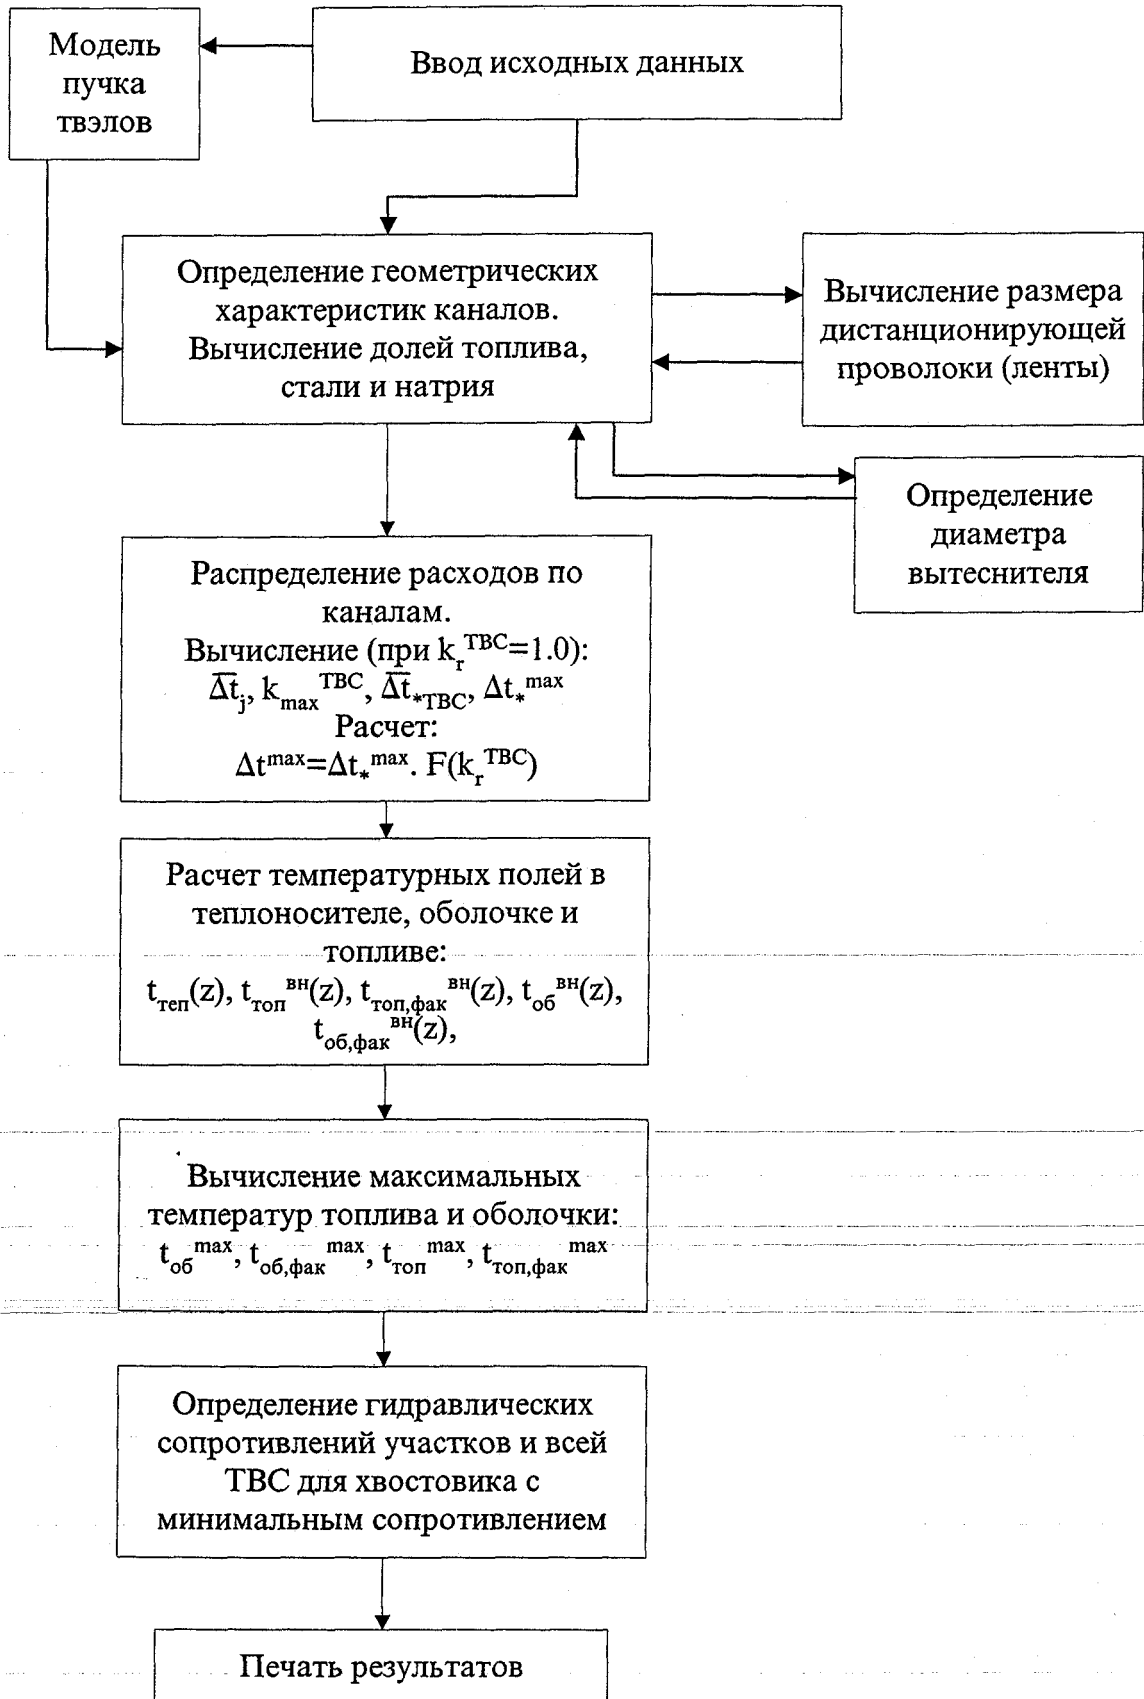 Модель
пучка
твэлов
Ввод исходных данных
Определение геометрических
характеристик каналов.
Вычисление долей топлива,
стали и натрия
Вычисление размера
дистанционирующей
проволоки (ленты)
Определение
диаметра
вытеснителя
Распределение расходов по
каналам.
Вычисление (при k_r^ТВС=1.0):
Δ̅t_j, k_max^ТВС, Δ̅t_*ТВС, Δt_*^max
Расчет:
Δt^max=Δt_*^max. F(k_r^ТВС)
Расчет температурных полей в
теплоносителе, оболочке и
топливе:
t_теп(z), t_топ^вн(z), t_топ,фак^вн(z), t_об^вн(z),
t_об,фак^вн(z),
Вычисление максимальных
температур топлива и оболочки:
t_об^max, t_об,фак^max, t_топ^max, t_топ,фак^max
Определение гидравлических
сопротивлений участков и всей
ТВС для хвостовика с
минимальным сопротивлением
Печать результатов